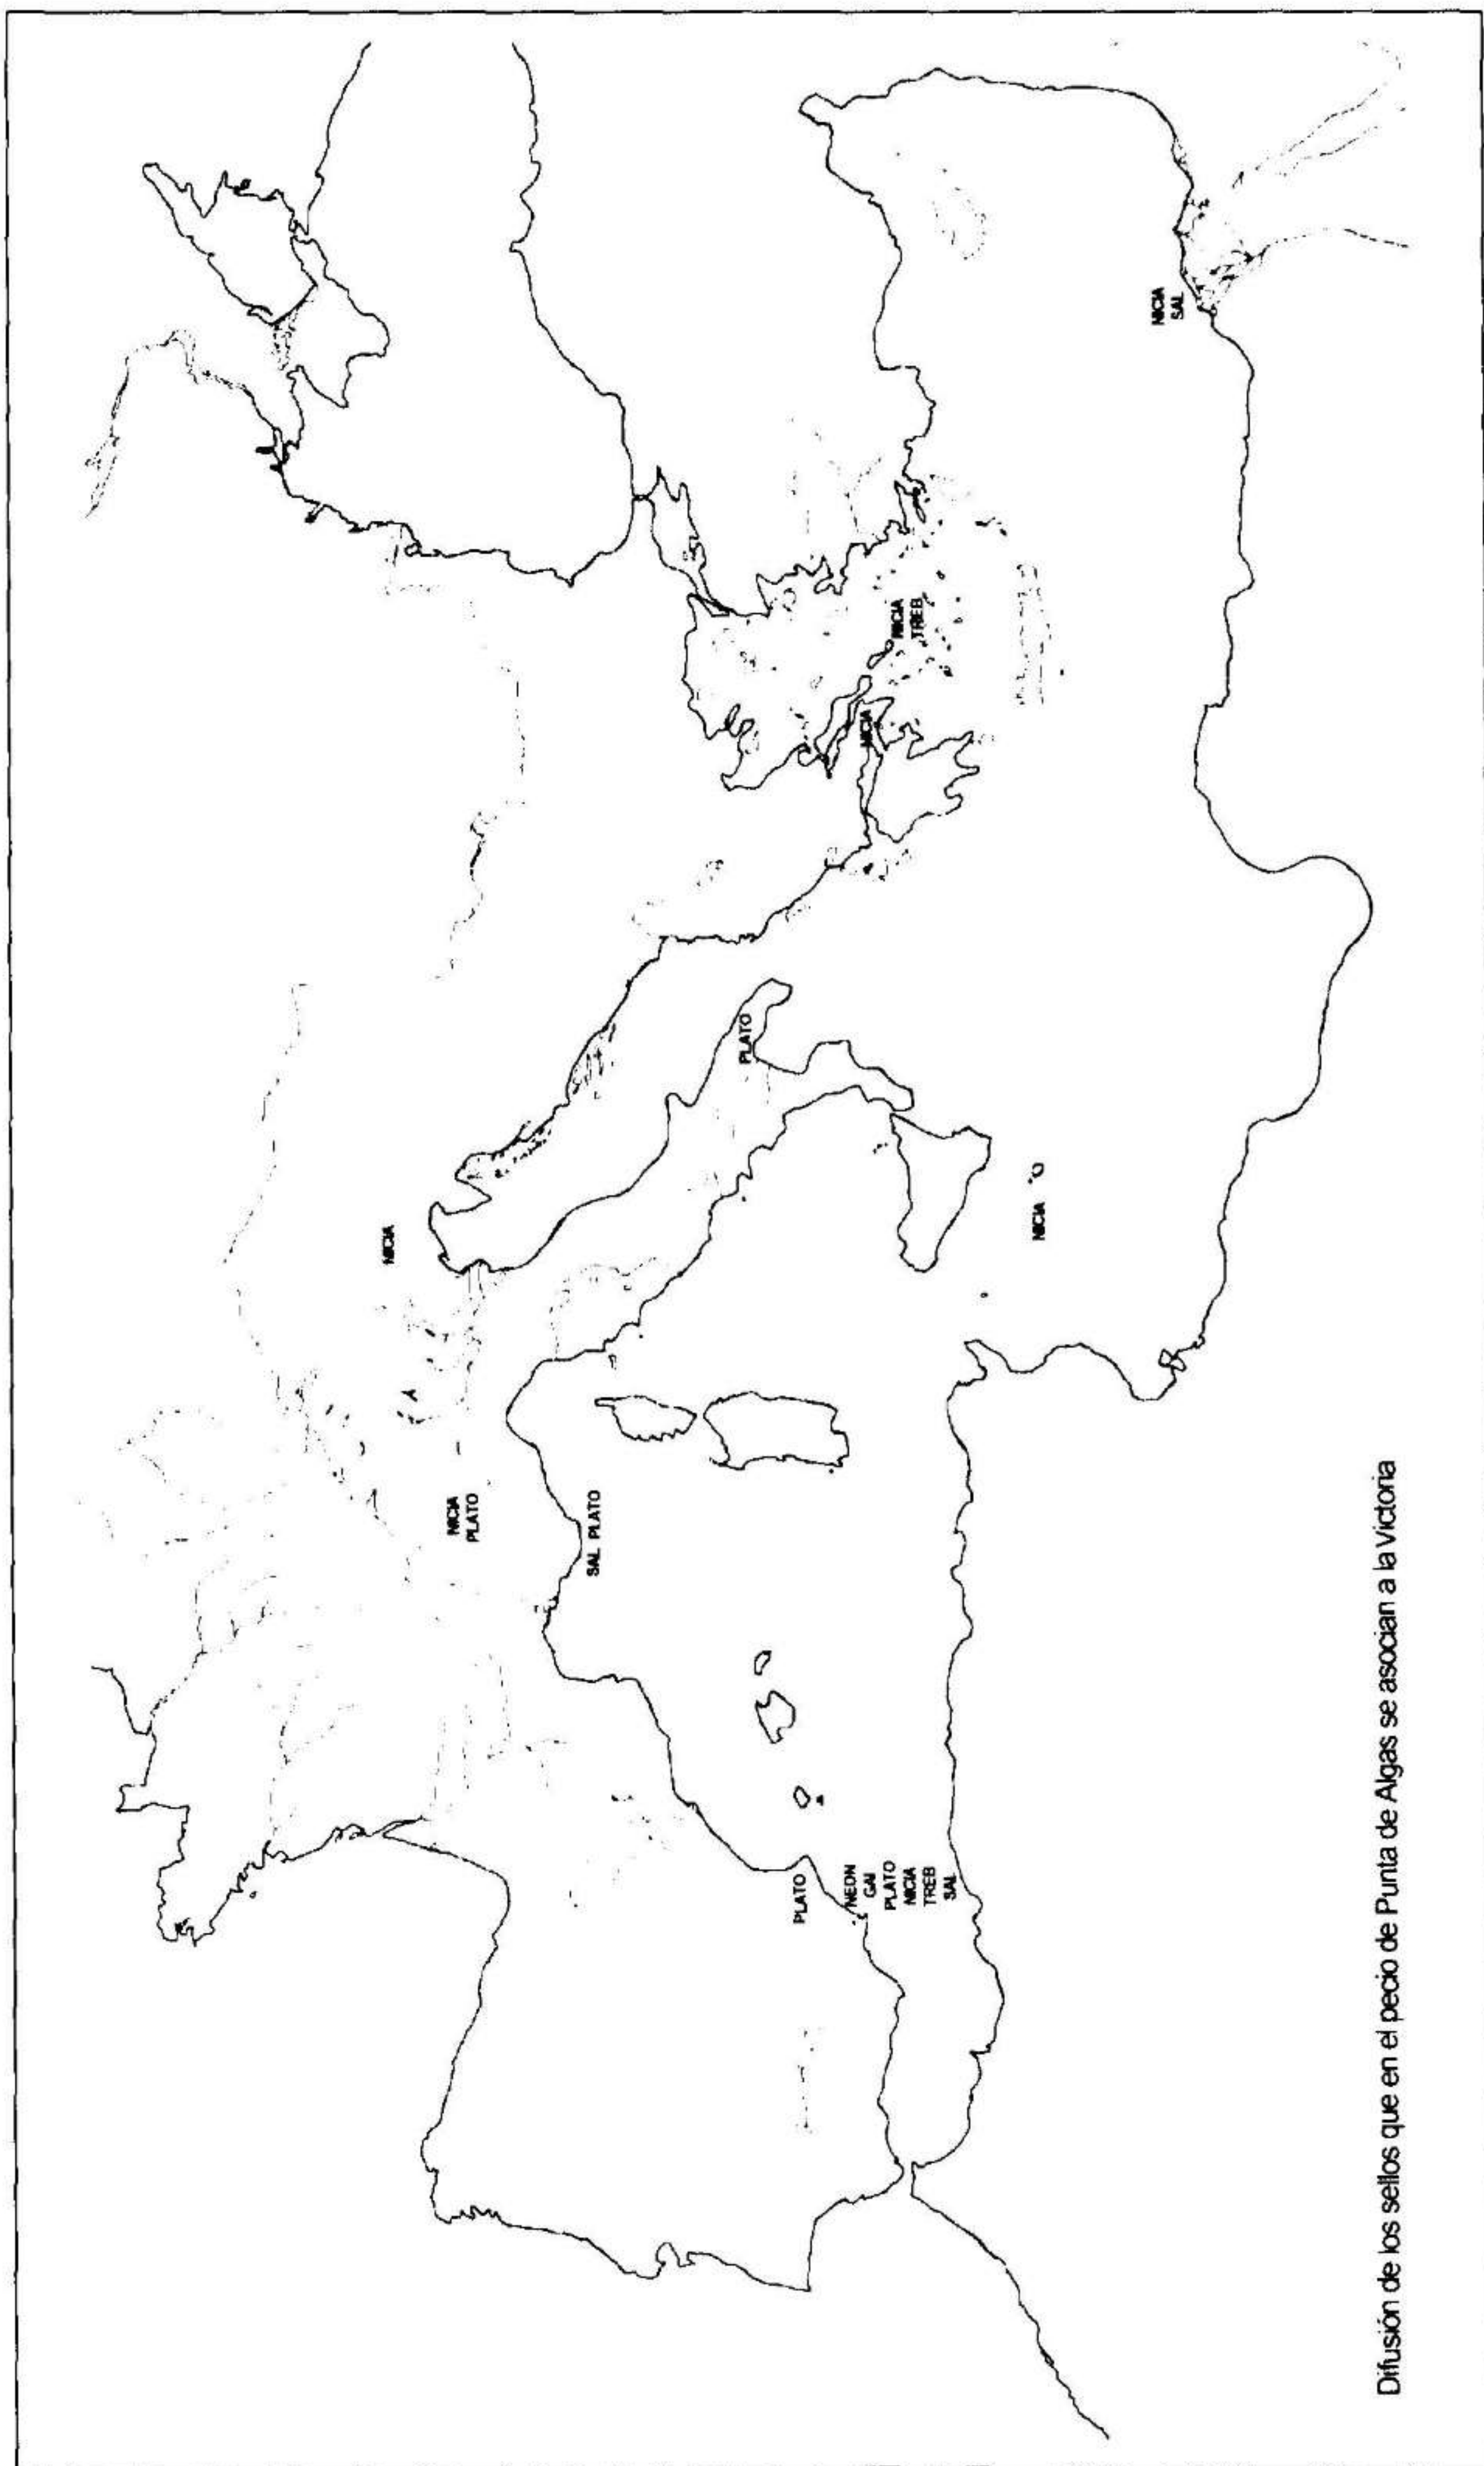 NICIA
NICIA
PLATO
SAL PLATO
PLATO
NEDN
GAI
PLATO
NICIA
TREB
SAL
PLATO
NICIA
NICIA
NICIA
TREB
NICIA
SAL
Difusión de los sellos que en el pecio de Punta de Algas se asocian a la Victoria